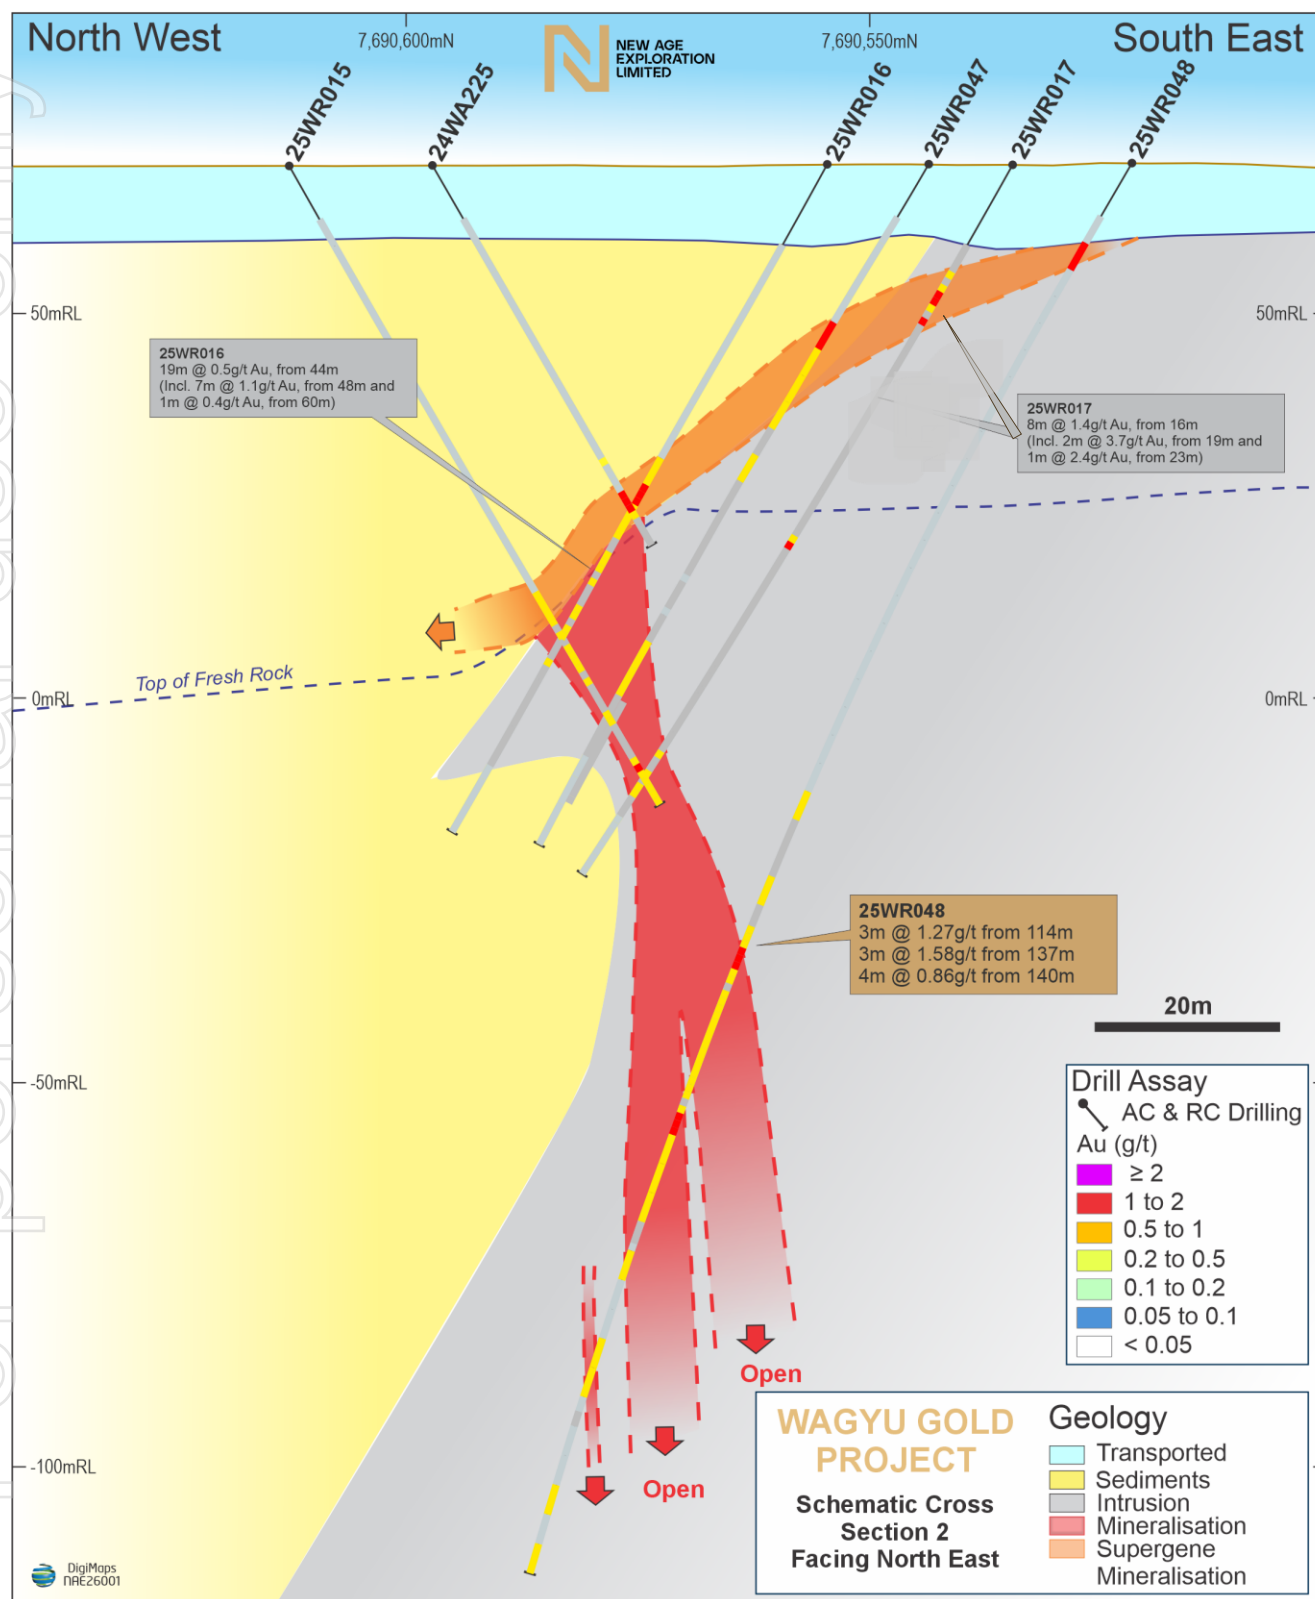 North West
7,690,600mN
NEW AGE
EXPLORATION
LIMITED
7,690,550mN
South East
25WR015
24WA225
25WR016
25WR047
25WR017
25WR048
50mRL
50mRL
25WR016
19m @ 0.5g/t Au, from 44m
(Incl. 7m @ 1.1g/t Au, from 48m and
1m @ 0.4g/t Au, from 60m)
25WR017
8m @ 1.4g/t Au, from 16m
(Incl. 2m @ 3.7g/t Au, from 19m and
1m @ 2.4g/t Au, from 23m)
Top of Fresh Rock
0mRL
0mRL
25WR048
3m @ 1.27g/t from 114m
3m @ 1.58g/t from 137m
4m @ 0.86g/t from 140m
20m
-50mRL
Drill Assay
AC & RC Drilling
Au (g/t)
≥ 2
1 to 2
0.5 to 1
0.2 to 0.5
0.1 to 0.2
0.05 to 0.1
< 0.05
Open
Open
-100mRL
WAGYU GOLD
PROJECT
Schematic Cross
Section 2
Facing North East
Geology
Transported
Sediments
Intrusion
Mineralisation
Supergene
Mineralisation
DigiMaps
NAE26001